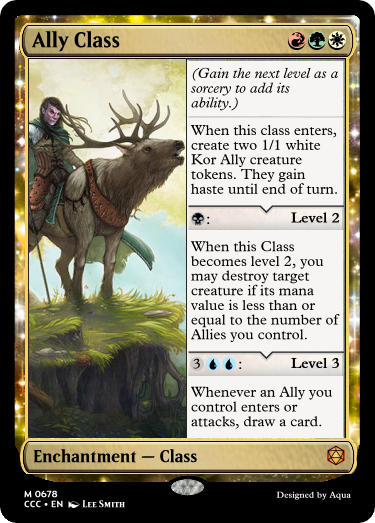 Ally Class
(Gain the next level as a
sorcery to add its
ability.)
When this class enters,
create two 1/1 white
Kor Ally creature
tokens. They gain
haste until end of turn.
: Level 2
When this Class
becomes level 2, you
may destroy target
creature if its mana
value is less than or
equal to the number of
Allies you control.
3 : Level 3
Whenever an Ally you
control enters or
attacks, draw a card.
Enchantment — Class
M 0678
CCC • EN Lee Smith
Designed by Aqua